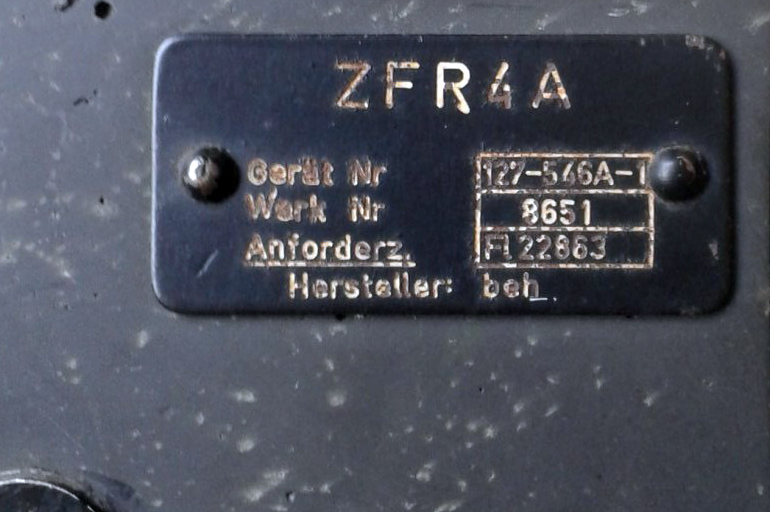 ZFR4A
Gerät Nr 127-546A-1
Werk Nr 8651
Anforderz. Fl 22863
Hersteller: beh.